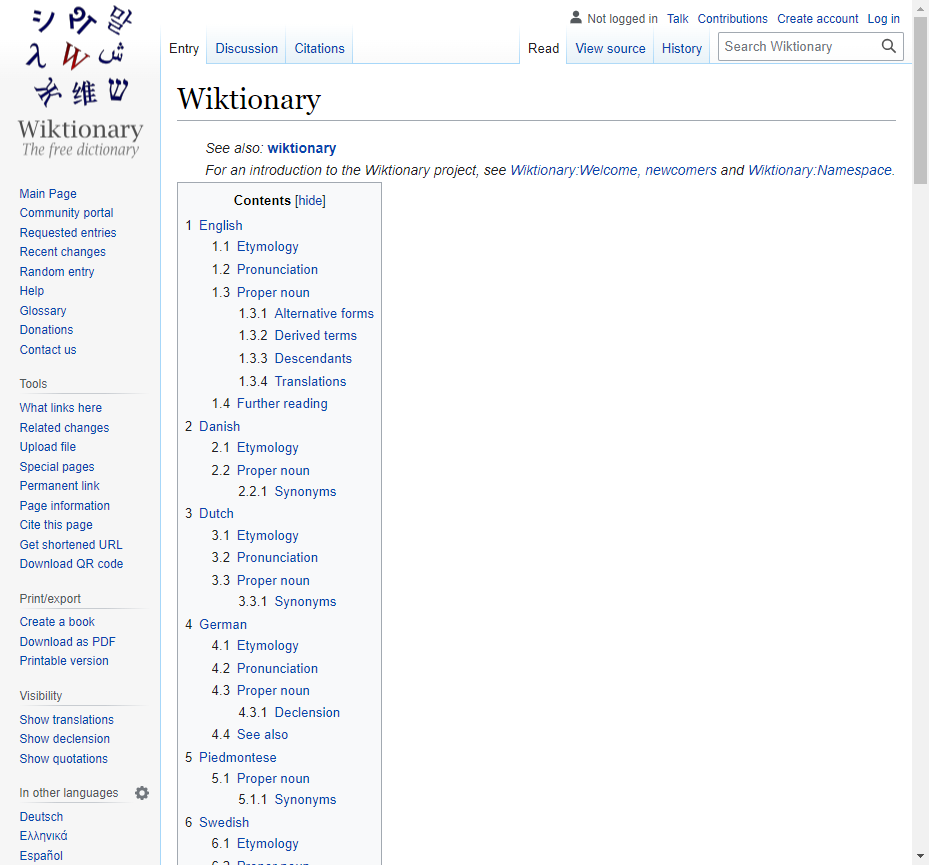 Wiktionary
The free dictionary
Not logged in Talk Contributions Create account Log in
Entry Discussion Citations Read View source History Search Wiktionary
Main Page
Community portal
Requested entries
Recent changes
Random entry
Help
Glossary
Donations
Contact us
Tools
What links here
Related changes
Upload file
Special pages
Permanent link
Page information
Cite this page
Get shortened URL
Download QR code
Print/export
Create a book
Download as PDF
Printable version
Visibility
Show translations
Show declension
Show quotations
In other languages
Deutsch
Ελληνικά
Español
Wiktionary
See also: wiktionary
For an introduction to the Wiktionary project, see Wiktionary:Welcome, newcomers and Wiktionary:Namespace.
Contents [hide]
1 English
1.1 Etymology
1.2 Pronunciation
1.3 Proper noun
1.3.1 Alternative forms
1.3.2 Derived terms
1.3.3 Descendants
1.3.4 Translations
1.4 Further reading
2 Danish
2.1 Etymology
2.2 Proper noun
2.2.1 Synonyms
3 Dutch
3.1 Etymology
3.2 Pronunciation
3.3 Proper noun
3.3.1 Synonyms
4 German
4.1 Etymology
4.2 Pronunciation
4.3 Proper noun
4.3.1 Declension
4.4 See also
5 Piedmontese
5.1 Proper noun
5.1.1 Synonyms
6 Swedish
6.1 Etymology
6.2 Proper noun